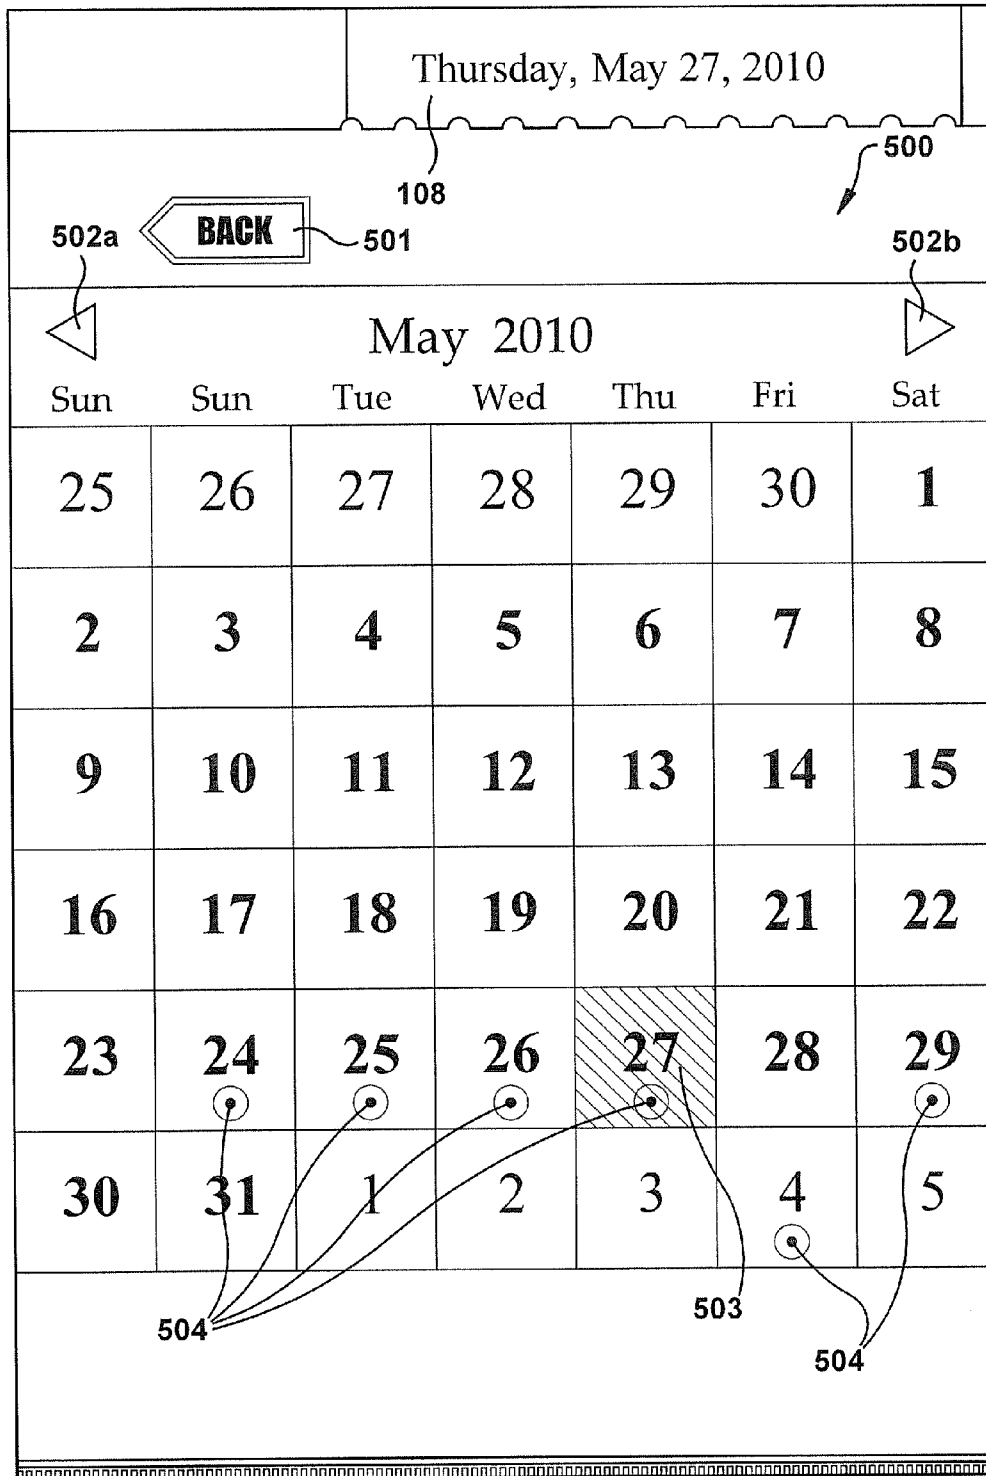 Thursday, May 27, 2010
500
108
502a BACK 501 502b
May 2010
Sun Sun Tue Wed Thu Fri Sat
25 26 27 28 29 30 1
2 3 4 5 6 7 8
9 10 11 12 13 14 15
16 17 18 19 20 21 22
23 24 25 26 27 28 29
30 31 1 2 3 4 5
504 503
504